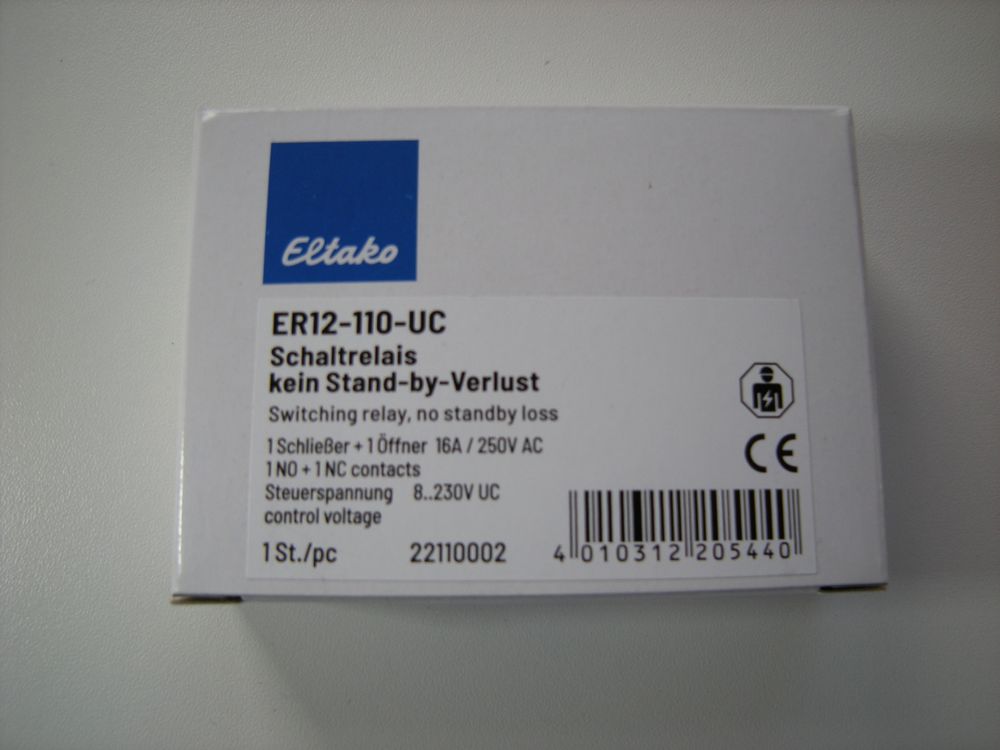 Eltako
ER12-110-UC
Schaltrelais
kein Stand-by-Verlust
Switching relay, no standby loss
1 Schließer + 1 Öffner 16A / 250V AC
1 NO + 1 NC contacts
Steuerspannung 8..230V UC
control voltage
1 St./pc 22110002 4 010312 205440
CE